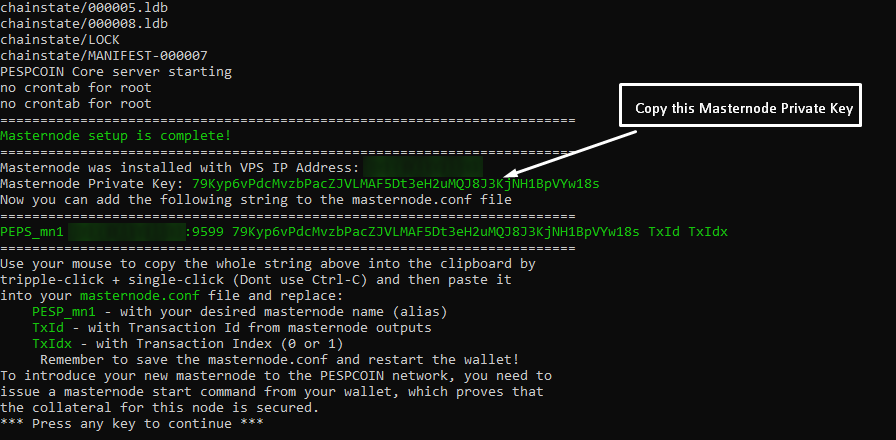 chainstate/000005.ldb
chainstate/000008.ldb
chainstate/LOCK
chainstate/MANIFEST-000007
PESPCOIN Core server starting
no crontab for root
no crontab for root
========================================================================
Masternode setup is complete!
========================================================================
Copy this Masternode Private Key
Masternode was installed with VPS IP Address:
Masternode Private Key: 79Kyp6vPdcMvzbPacZJVLMAF5Dt3eH2uMQJ8J3KjNH1BpVYw18s
Now you can add the following string to the masternode.conf file
========================================================================
PEPS_mn1 :9599 79Kyp6vPdcMvzbPacZJVLMAF5Dt3eH2uMQJ8J3KjNH1BpVYw18s TxId TxIdx
========================================================================
Use your mouse to copy the whole string above into the clipboard by
tripple-click + single-click (Dont use Ctrl-C) and then paste it
into your masternode.conf file and replace:
    PESP_mn1 - with your desired masternode name (alias)
    TxId - with Transaction Id from masternode outputs
    TxIdx - with Transaction Index (0 or 1)
     Remember to save the masternode.conf and restart the wallet!
To introduce your new masternode to the PESPCOIN network, you need to
issue a masternode start command from your wallet, which proves that
the collateral for this node is secured.
*** Press any key to continue ***